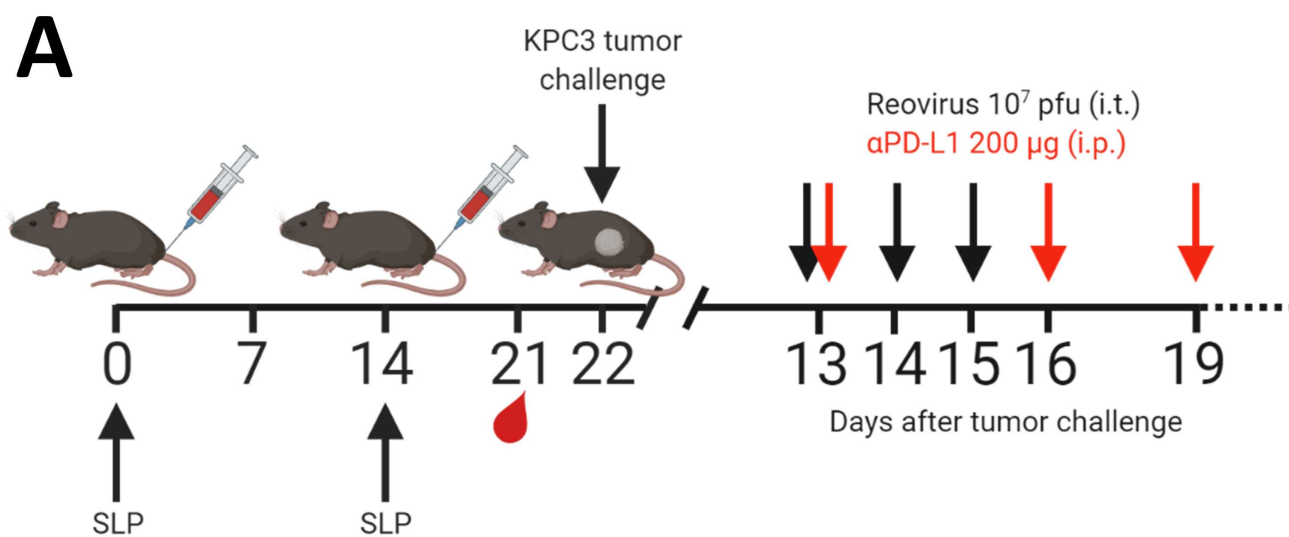 A
KPC3 tumor
challenge
Reovirus 10⁷ pfu (i.t.)
αPD-L1 200 µg (i.p.)
0 7 14 21 22 13 14 15 16 19
Days after tumor challenge
SLP SLP